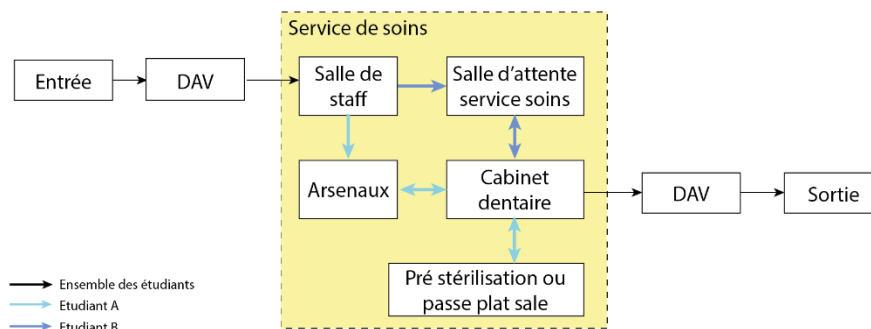 Service de soins
Entrée
DAV
Salle de
staff
Salle d'attente
service soins
Arsenaux
Cabinet
dentaire
DAV
Sortie
Pré stérilisation ou
passe plat sale
Ensemble des étudiants
Etudiant A
Etudiant B